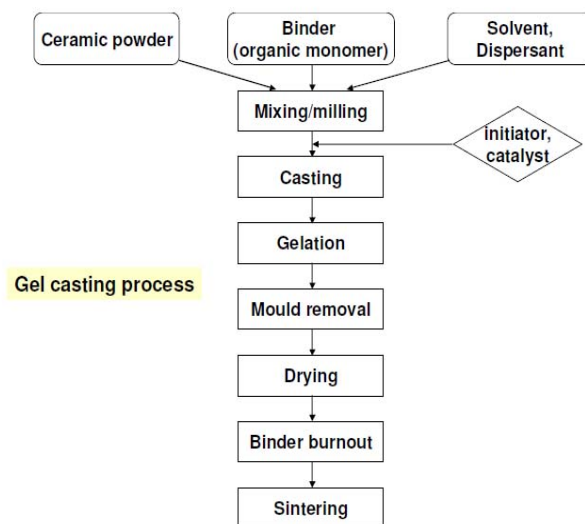 Ceramic powder
Binder
(organic monomer)
Solvent,
Dispersant
Mixing/milling
initiator,
catalyst
Casting
Gelation
Gel casting process
Mould removal
Drying
Binder burnout
Sintering